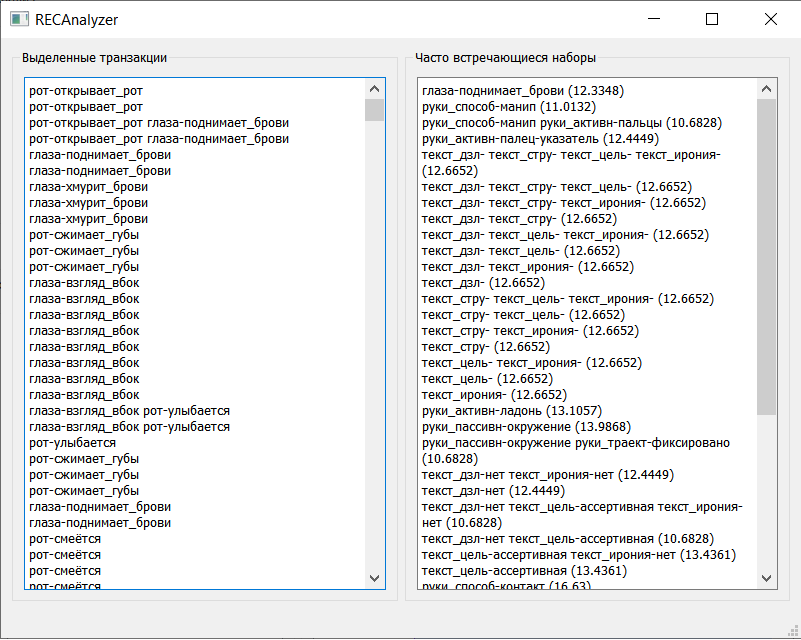 RECAnalyzer
Выделенные транзакции
рот-открывает_рот
рот-открывает_рот
рот-открывает_рот глаза-поднимает_брови
рот-открывает_рот глаза-поднимает_брови
глаза-поднимает_брови
глаза-поднимает_брови
глаза-хмурит_брови
глаза-хмурит_брови
глаза-хмурит_брови
рот-сжимает_губы
рот-сжимает_губы
рот-сжимает_губы
глаза-взгляд_вбок
глаза-взгляд_вбок
глаза-взгляд_вбок
глаза-взгляд_вбок
глаза-взгляд_вбок
глаза-взгляд_вбок
глаза-взгляд_вбок
глаза-взгляд_вбок
глаза-взгляд_вбок рот-улыбается
глаза-взгляд_вбок рот-улыбается
рот-улыбается
рот-сжимает_губы
рот-сжимает_губы
рот-сжимает_губы
глаза-поднимает_брови
глаза-поднимает_брови
рот-смеётся
рот-смеётся
рот-смеётся
рот-смеётся
Часто встречающиеся наборы
глаза-поднимает_брови (12.3348)
руки_способ-манип (11.0132)
руки_способ-манип руки_активн-пальцы (10.6828)
руки_активн-палец-указатель (12.4449)
текст_дзл- текст_стру- текст_цель- текст_ирония-
(12.6652)
текст_дзл- текст_стру- текст_цель- (12.6652)
текст_дзл- текст_стру- текст_ирония- (12.6652)
текст_дзл- текст_стру- (12.6652)
текст_дзл- текст_цель- текст_ирония- (12.6652)
текст_дзл- текст_цель- (12.6652)
текст_дзл- текст_ирония- (12.6652)
текст_дзл- (12.6652)
текст_стру- текст_цель- текст_ирония- (12.6652)
текст_стру- текст_цель- (12.6652)
текст_стру- текст_ирония- (12.6652)
текст_стру- (12.6652)
текст_цель- текст_ирония- (12.6652)
текст_цель- (12.6652)
текст_ирония- (12.6652)
руки_активн-ладонь (13.1057)
руки_пассивн-окружение (13.9868)
руки_пассивн-окружение руки_траект-фиксировано
(10.6828)
текст_дзл-нет текст_ирония-нет (12.4449)
текст_дзл-нет (12.4449)
текст_дзл-нет текст_цель-ассертивная текст_ирония-
нет (10.6828)
текст_дзл-нет текст_цель-ассертивная (10.6828)
текст_цель-ассертивная текст_ирония-нет (13.4361)
текст_цель-ассертивная (13.4361)
руки_способ-контакт (16.63)